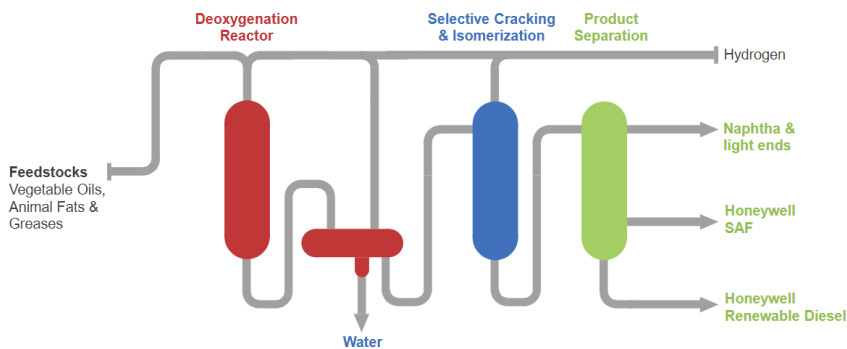 Deoxygenation
Reactor
Selective Cracking
& Isomerization
Product
Separation
Hydrogen
Naphtha &
light ends
Feedstocks
Vegetable Oils,
Animal Fats &
Greases
Honeywell
SAF
Honeywell
Renewable Diesel
Water